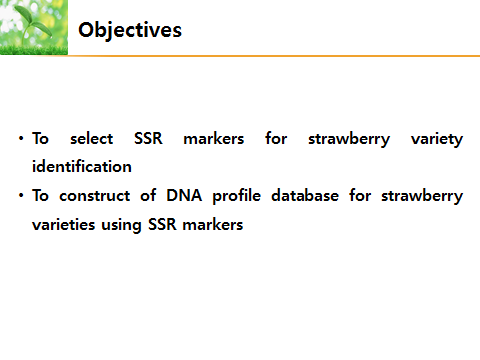 Objectives
• To select SSR markers for strawberry variety
identification
• To construct of DNA profile database for strawberry
varieties using SSR markers